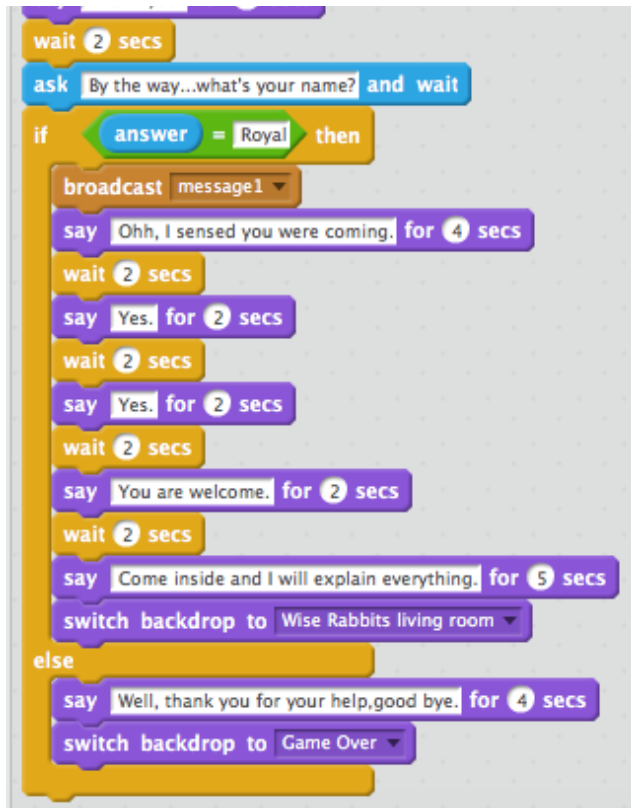 wait 2 secs
ask By the way...what's your name? and wait
if answer = Royal then
broadcast message1
say Ohh, I sensed you were coming. for 4 secs
wait 2 secs
say Yes. for 2 secs
wait 2 secs
say Yes. for 2 secs
wait 2 secs
say You are welcome. for 2 secs
wait 2 secs
say Come inside and I will explain everything. for 5 secs
switch backdrop to Wise Rabbits living room
else
say Well, thank you for your help,good bye. for 4 secs
switch backdrop to Game Over